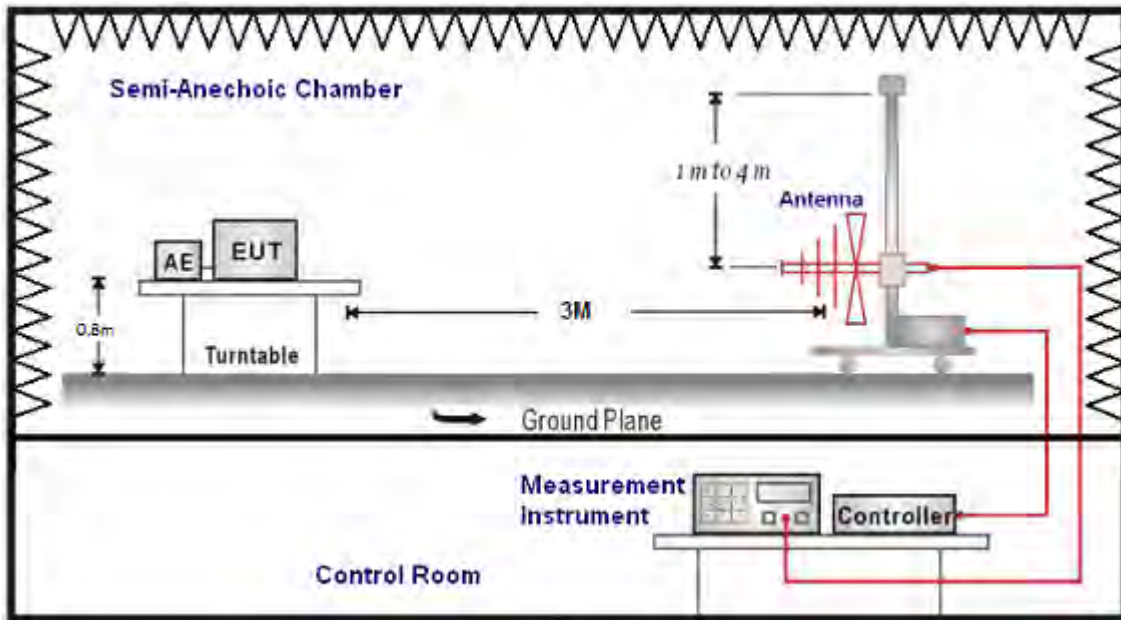 Semi-Anechoic Chamber
1 m to 4 m
Antenna
AE
EUT
3M
0.8m
Turntable
Ground Plane
Measurement
Instrument
Controller
Control Room